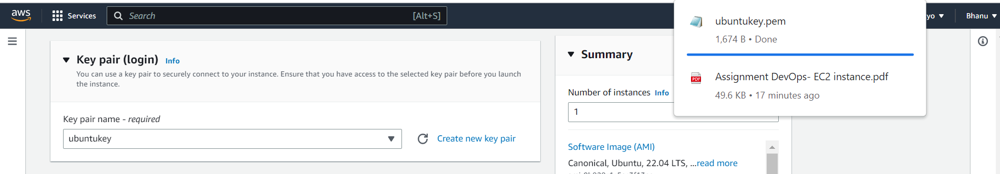 aws
Services
Search
[Alt+S]
yo
Bhanu
ubuntukey.pem
1,674 B • Done
Assignment DevOps- EC2 instance.pdf
49.6 KB • 17 minutes ago
PDF
Key pair (login) Info
You can use a key pair to securely connect to your instance. Ensure that you have access to the selected key pair before you launch
the instance.
Key pair name - required
ubuntukey
Create new key pair
Summary
Number of instances Info
1
Software Image (AMI)
Canonical, Ubuntu, 22.04 LTS, ...read more